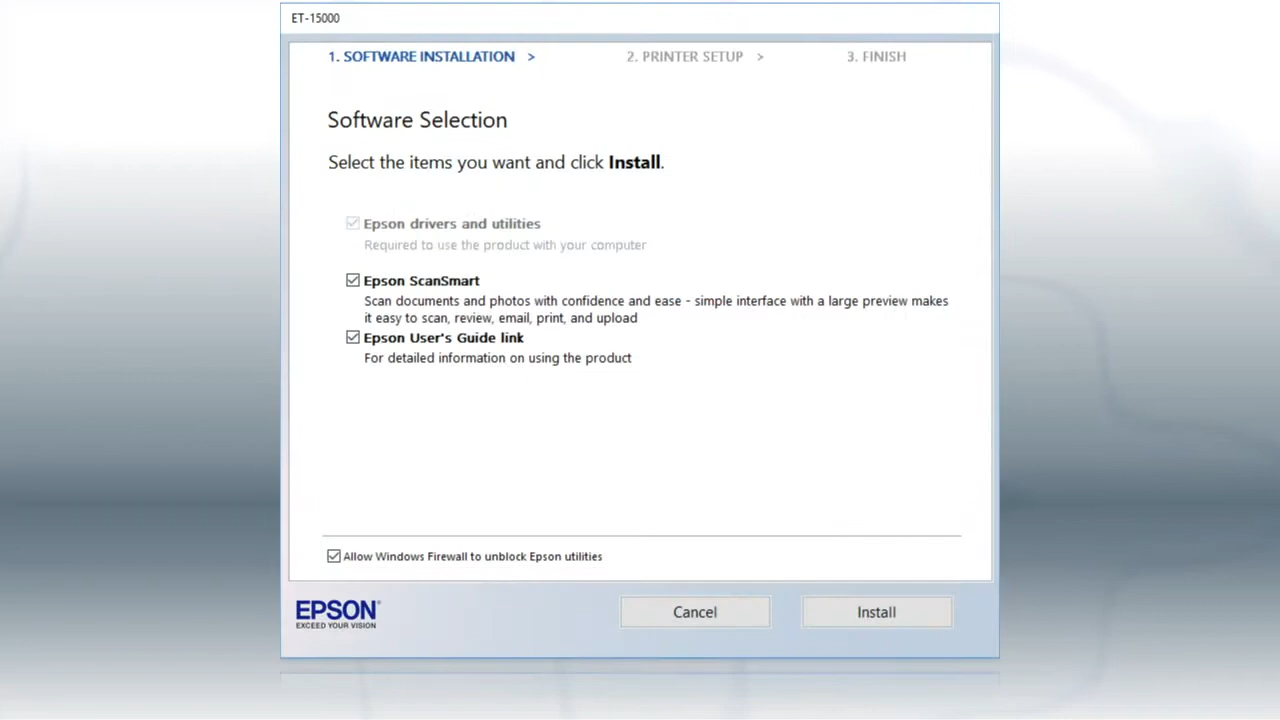 ET-15000
1. SOFTWARE INSTALLATION > 2. PRINTER SETUP > 3. FINISH
Software Selection
Select the items you want and click Install.
Epson drivers and utilities
Required to use the product with your computer
Epson ScanSmart
Scan documents and photos with confidence and ease - simple interface with a large preview makes
it easy to scan, review, email, print, and upload
Epson User's Guide link
For detailed information on using the product
Allow Windows Firewall to unblock Epson utilities
EPSON®
EXCEED YOUR VISION
Cancel
Install